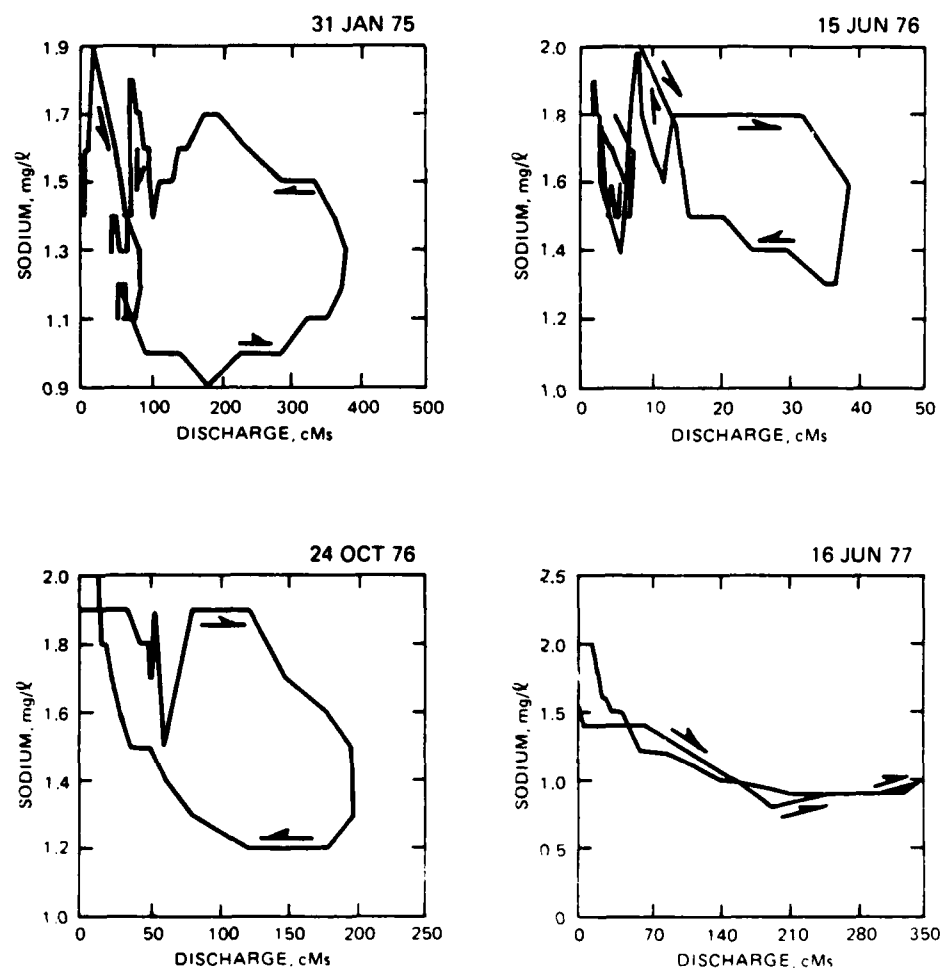 31 JAN 75
1.9
1.7
1.5
1.3
1.1
0.9
SODIUM, mg/ℓ
0 100 200 300 400 500
DISCHARGE, cMs
15 JUN 76
2.0
1.8
1.6
1.4
1.2
1.0
SODIUM, mg/ℓ
0 10 20 30 40 50
DISCHARGE, cMs
24 OCT 76
2.0
1.8
1.6
1.4
1.2
1.0
SODIUM, mg/ℓ
0 50 100 150 200 250
DISCHARGE, cMs
16 JUN 77
2.5
2.0
1.5
1.0
0.5
0
SODIUM, mg/ℓ
0 70 140 210 280 350
DISCHARGE, cMs